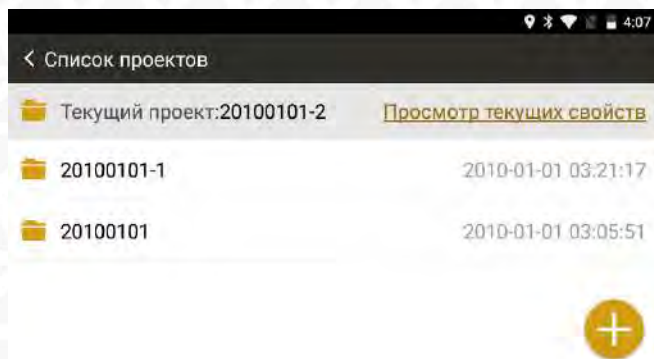 4:07
Список проектов
Текущий проект:20100101-2 Просмотр текущих свойств
20100101-1 2010-01-01 03:21:17
20100101 2010-01-01 03:05:51